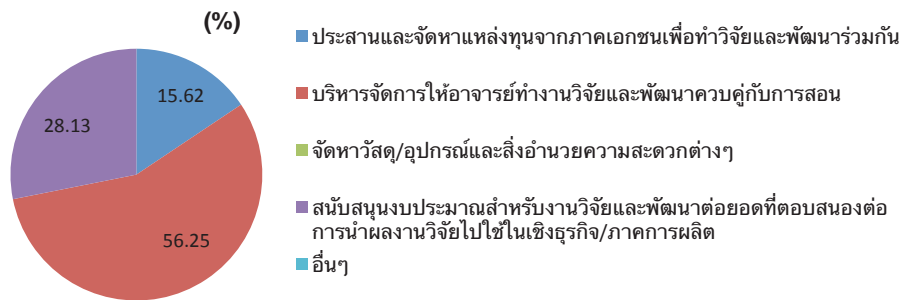 (%)
15.62
28.13
56.25
ประสานและจัดหาแหล่งทุนจากภาคเอกชนเพื่อทำวิจัยและพัฒนาร่วมกัน
บริหารจัดการให้อาจารย์ทำงานวิจัยและพัฒนาควบคู่กับการสอน
จัดหาวัสดุ/อุปกรณ์และสิ่งอำนวยความสะดวกต่างๆ
สนับสนุนงบประมาณสำหรับงานวิจัยและพัฒนาต่อยอดที่ตอบสนองต่อ
การนำผลงานวิจัยไปใช้ในเชิงธุรกิจ/ภาคการผลิต
อื่นๆ